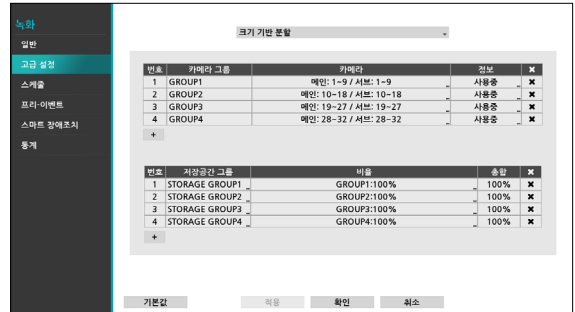 녹화
일반
고급 설정
스케줄
프리-이벤트
스마트 장애조치
통계
크기 기반 분할
번호 카메라 그룹 카메라 정보 ✖
1 GROUP1 메인: 1~9 / 서브: 1~9 ... 사용중 ... ✖
2 GROUP2 메인: 10~18 / 서브: 10~18 ... 사용중 ... ✖
3 GROUP3 메인: 19~27 / 서브: 19~27 ... 사용중 ... ✖
4 GROUP4 메인: 28~32 / 서브: 28~32 ... 사용중 ... ✖
+
번호 저장공간 그룹 비율 총합 ✖
1 STORAGE GROUP1 ... GROUP1:100% ... 100% ✖
2 STORAGE GROUP2 ... GROUP2:100% ... 100% ✖
3 STORAGE GROUP3 ... GROUP3:100% ... 100% ✖
4 STORAGE GROUP4 ... GROUP4:100% ... 100% ✖
+
기본값 적용 확인 취소